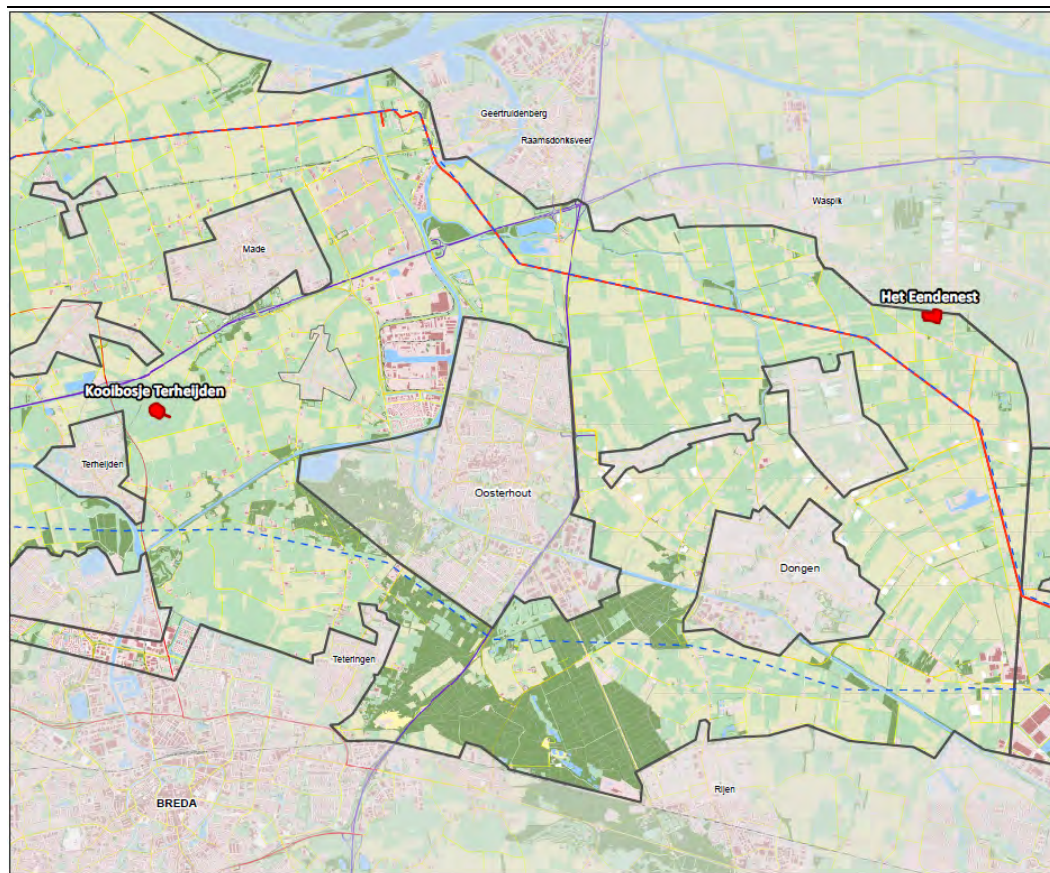 Geertruidenberg
Raamsdonksveer
Waspik
Made
Het Eendenest
Kooibosje Terheijden
Terheijden
Oosterhout
Dongen
Teteringen
Rijen
BREDA